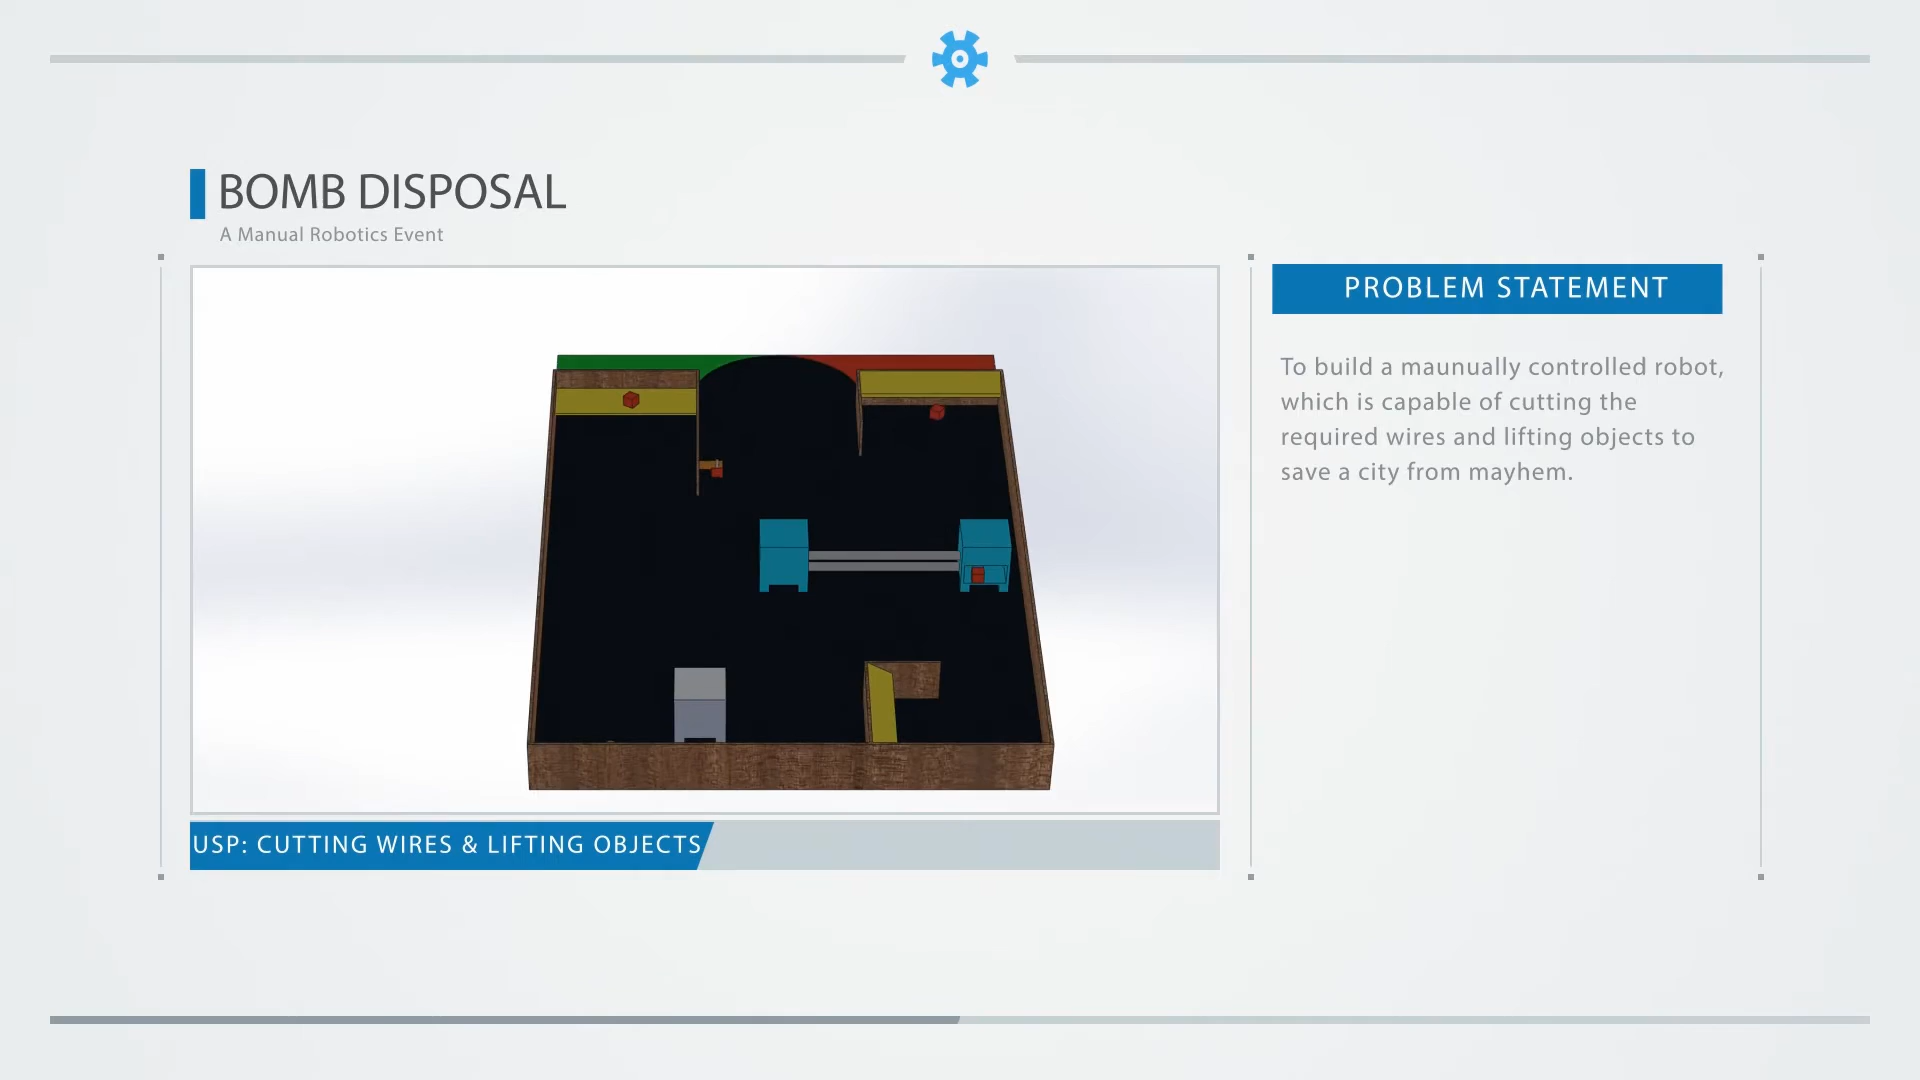 BOMB DISPOSAL
A Manual Robotics Event
PROBLEM STATEMENT
To build a maunually controlled robot,
which is capable of cutting the
required wires and lifting objects to
save a city from mayhem.
USP: CUTTING WIRES & LIFTING OBJECTS